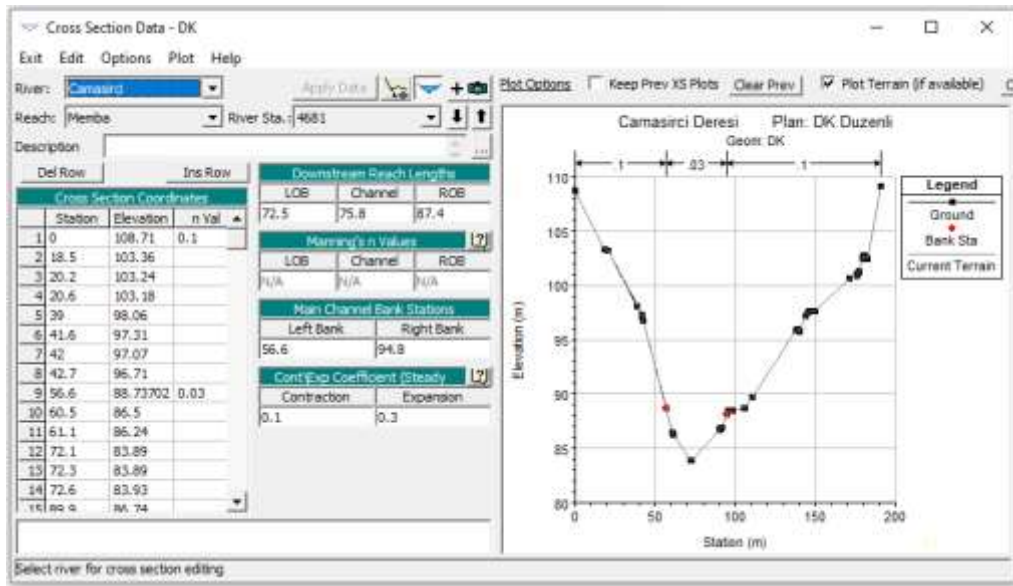 Cross Section Data - DK
Exit Edit Options Plot Help
River: Camasirci Apply Data + Plot Options Keep Prev XS Plots Clear Prev Plot Terrain (if available)
Reach: Memba River Sta.: 4681
Description ...
Del Row Ins Row
Cross Section Coordinates
Station Elevation n Val
1 0 108.71 0.1
2 18.5 103.36
3 20.2 103.24
4 20.6 103.18
5 39 98.06
6 41.6 97.31
7 42 97.07
8 42.7 96.71
9 56.6 88.73702 0.03
10 60.5 86.5
11 61.1 86.24
12 72.1 83.89
13 72.3 83.89
14 72.6 83.93
15 89.9 86.74
Downstream Reach Lengths
LOB Channel ROB
72.5 75.8 87.4
Manning's n Values ?
LOB Channel ROB
N/A N/A N/A
Main Channel Bank Stations
Left Bank Right Bank
56.6 94.8
Cont\Exp Coefficient (Steady ?
Contraction Expansion
0.1 0.3
Camasirci Deresi Plan: DK Duzenli
Geom: DK
.1 .03 .1
110
105
100
95
90
85
80
Elevation (m)
0 50 100 150 200
Station (m)
Legend
Ground
Bank Sta
Current Terrain
Select river for cross section editing